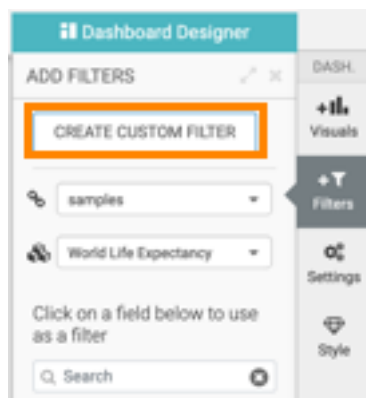 Dashboard Designer
ADD FILTERS
DASH.
CREATE CUSTOM FILTER
Visuals
samples
Filters
World Life Expectancy
Settings
Click on a field below to use
as a filter
Style
Search